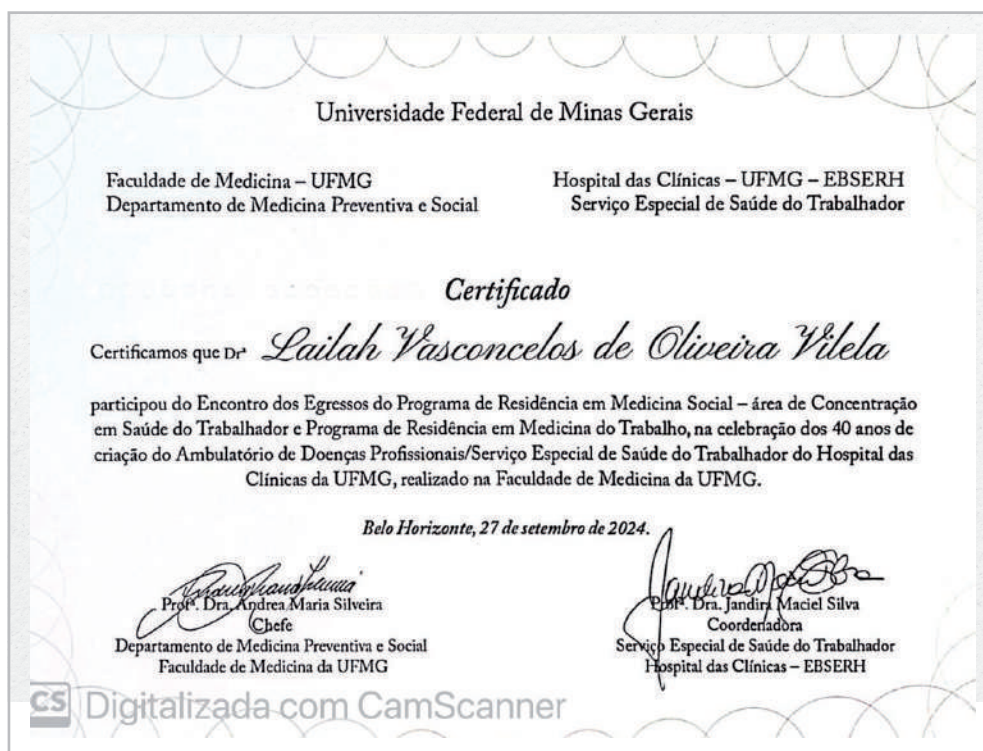 Universidade Federal de Minas Gerais
Faculdade de Medicina – UFMG
Departamento de Medicina Preventiva e Social
Hospital das Clínicas – UFMG – EBSERH
Serviço Especial de Saúde do Trabalhador
Certificado
Certificamos que Drª Lailah Vasconcelos de Oliveira Vilela
participou do Encontro dos Egressos do Programa de Residência em Medicina Social – área de Concentração
em Saúde do Trabalhador e Programa de Residência em Medicina do Trabalho, na celebração dos 40 anos de
criação do Ambulatório de Doenças Profissionais/Serviço Especial de Saúde do Trabalhador do Hospital das
Clínicas da UFMG, realizado na Faculdade de Medicina da UFMG.
Belo Horizonte, 27 de setembro de 2024.
Profª. Dra. Andrea Maria Silveira
Chefe
Departamento de Medicina Preventiva e Social
Faculdade de Medicina da UFMG
Profª. Dra. Jandira Maciel Silva
Coordenadora
Serviço Especial de Saúde do Trabalhador
Hospital das Clínicas – EBSERH
CS Digitalizada com CamScanner